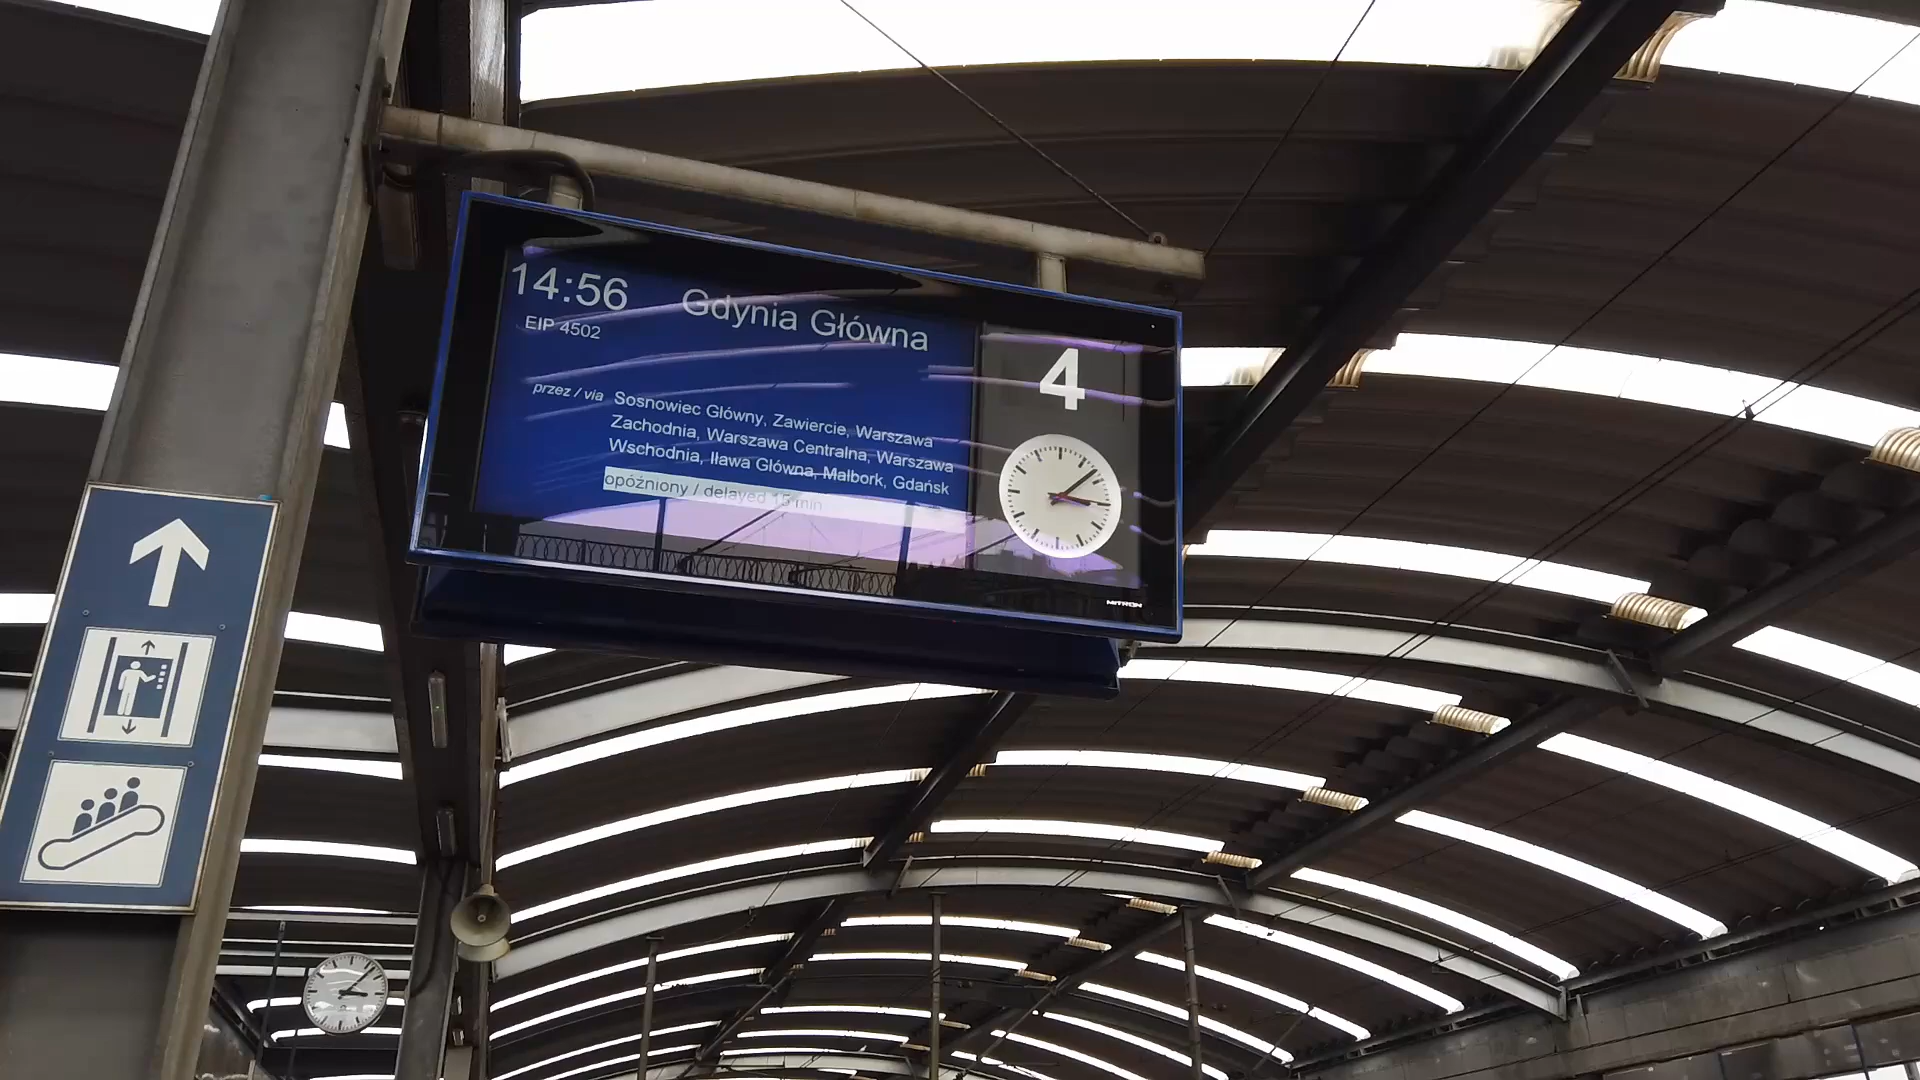 14:56 Gdynia Główna 4
EIP 4502
przez / via Sosnowiec Główny, Zawiercie, Warszawa
Zachodnia, Warszawa Centralna, Warszawa
Wschodnia, Iława Główna, Malbork, Gdańsk
opóźniony / delayed 15 min
MITRON